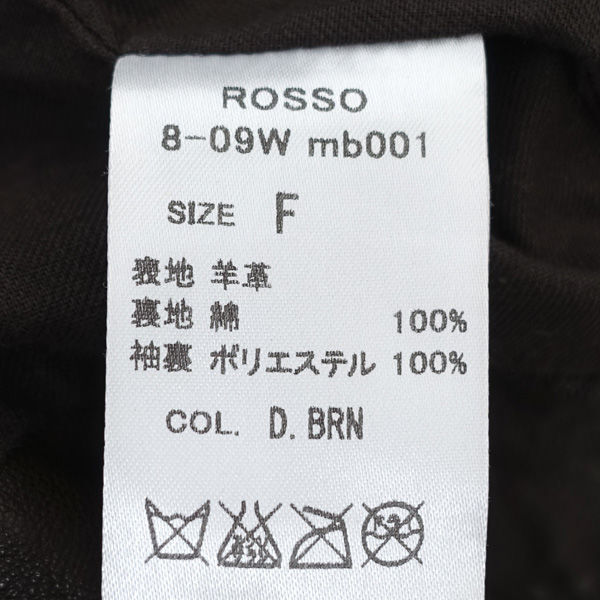 ROSSO
8-09W mb001
SIZE F
表地 羊革
裏地 綿 100%
袖裏 ポリエステル 100%
COL. D.BRN